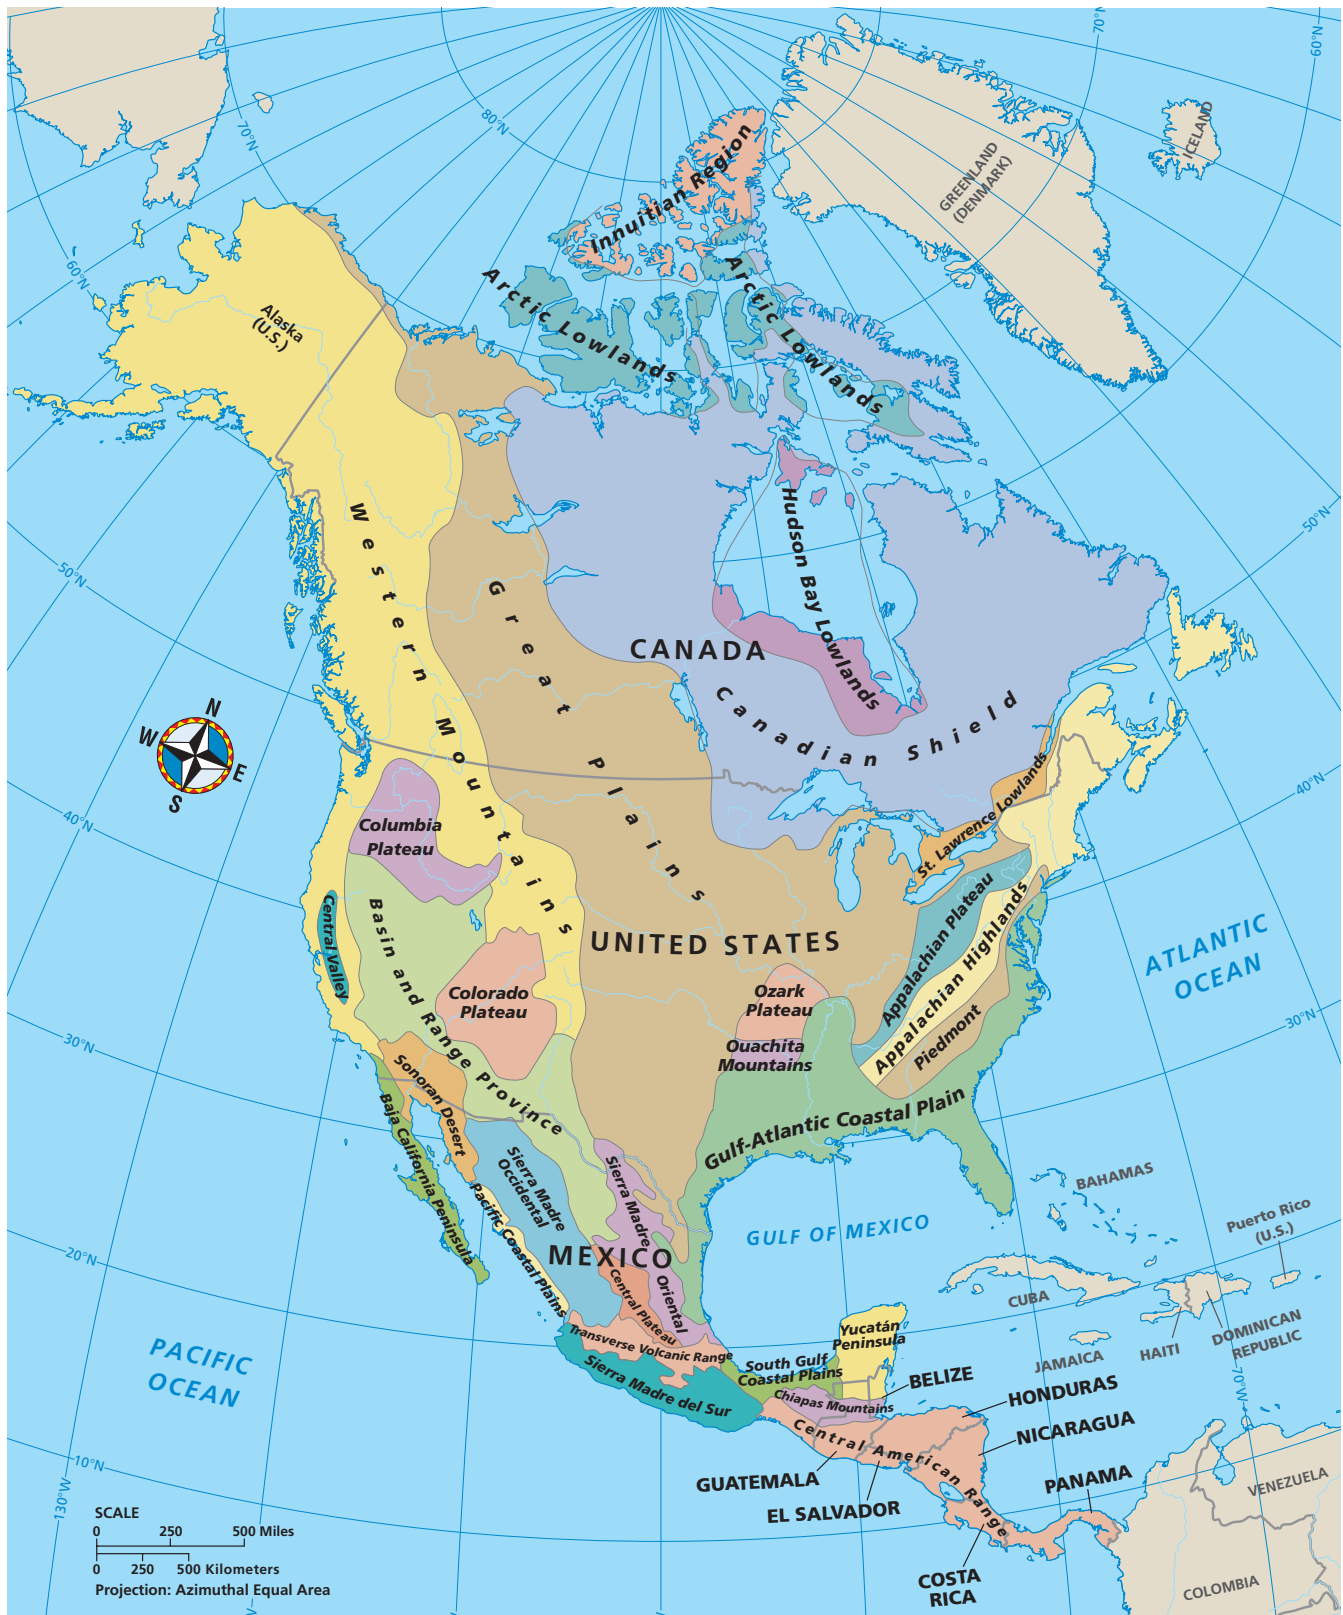 70°N
60°N
80°N
70°N
ICELAND
GREENLAND
(DENMARK)
Innuitian Region
60°N
Arctic Lowlands
Arctic Lowlands
Alaska
(U.S.)
Hudson Bay Lowlands
50°N
50°N
Western Mountains
Great Plains
CANADA
Canadian Shield
N
W
E
S
St. Lawrence Lowlands
40°N
40°N
Columbia
Plateau
Appalachian Plateau
Appalachian Highlands
Central Valley
Basin and Range Province
UNITED STATES
ATLANTIC
OCEAN
Colorado
Plateau
Ozark
Plateau
Ouachita
Mountains
Piedmont
30°N
30°N
Sonoran Desert
Gulf-Atlantic Coastal Plain
Baja California Peninsula
Sierra Madre
Occidental
Sierra Madre
Oriental
Pacific Coastal Plains
BAHAMAS
GULF OF MEXICO
Puerto Rico
(U.S.)
20°N
MEXICO
Central Plateau
CUBA
Yucatán
Peninsula
DOMINICAN
REPUBLIC
HAITI
JAMAICA
Transverse Volcanic Range
South Gulf
Coastal Plains
PACIFIC
OCEAN
Sierra Madre del Sur
BELIZE
70°W
Chiapas Mountains
HONDURAS
Central American Range
NICARAGUA
10°N
GUATEMALA
PANAMA
VENEZUELA
130°W
EL SALVADOR
SCALE
0 250 500 Miles
0 250 500 Kilometers
Projection: Azimuthal Equal Area
COSTA
RICA
COLOMBIA